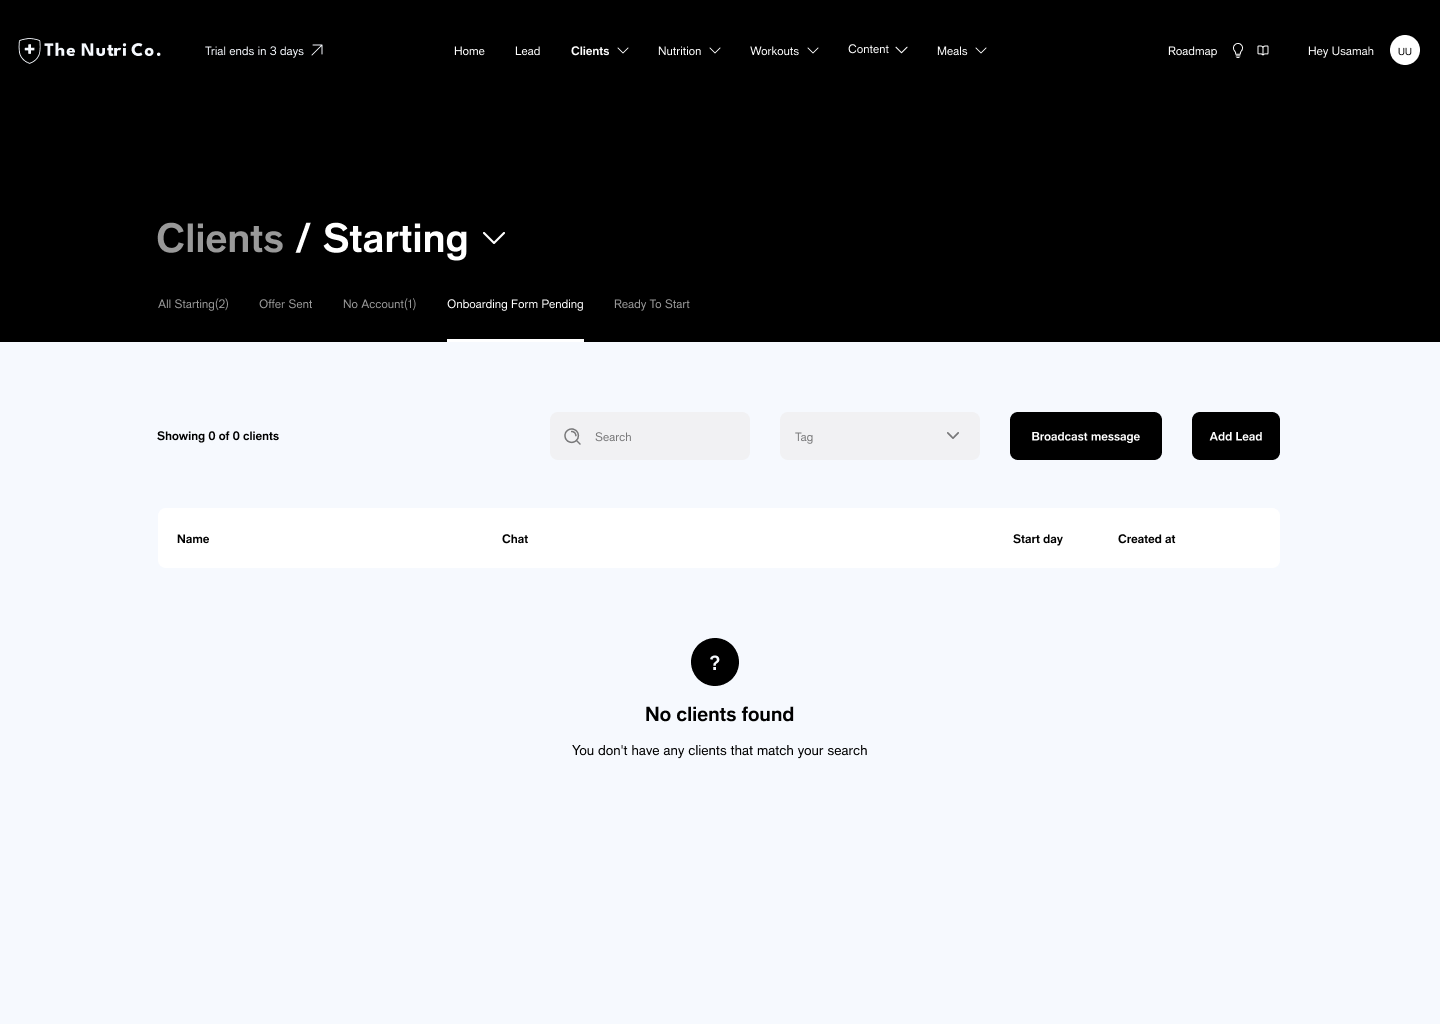 The Nutri Co.
Trial ends in 3 days
Home
Lead
Clients
Nutrition
Workouts
Content
Meals
Roadmap
Hey Usamah
UU
Clients / Starting
All Starting(2)
Offer Sent
No Account(1)
Onboarding Form Pending
Ready To Start
Showing 0 of 0 clients
Search
Tag
Broadcast message
Add Lead
Name
Chat
Start day
Created at
?
No clients found
You don't have any clients that match your search